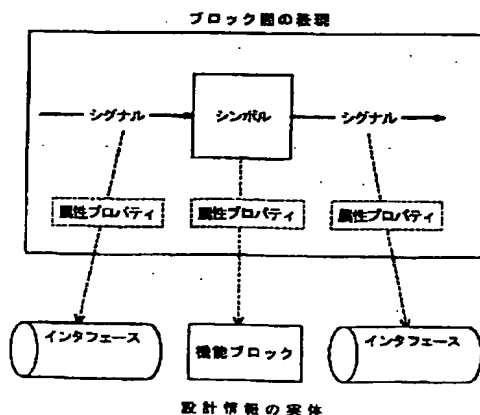 ブロック図の表現
シグナル
シンボル
シグナル
属性プロパティ
属性プロパティ
属性プロパティ
インタフェース
機能ブロック
インタフェース
設計情報の実体